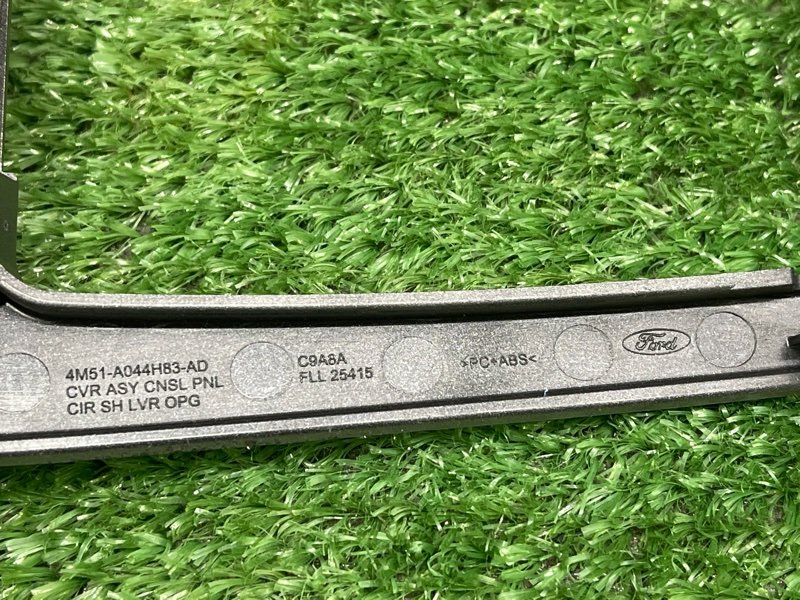 4M51-A044H83-AD
CVR ASY CNSL PNL
CIR SH LVR OPG
C9A8A
FLL 25415
>PC+ABS<
Ford